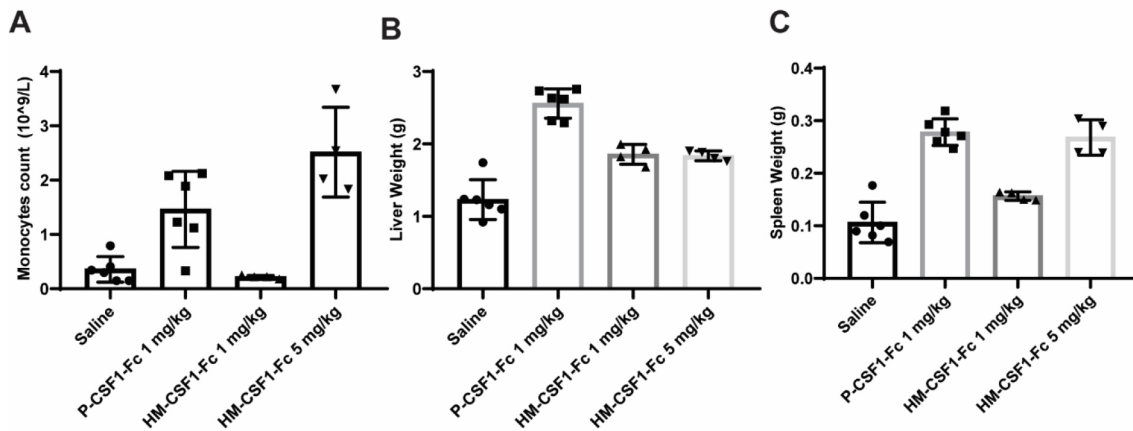 A
Monocytes count (10^9/L)
4
3
2
1
0
Saline
P-CSF1-Fc 1 mg/kg
HM-CSF1-Fc 1 mg/kg
HM-CSF1-Fc 5 mg/kg
B
Liver Weight (g)
3
2
1
0
Saline
P-CSF1-Fc 1 mg/kg
HM-CSF1-Fc 1 mg/kg
HM-CSF1-Fc 5 mg/kg
C
Spleen Weight (g)
0.4
0.3
0.2
0.1
0.0
Saline
P-CSF1-Fc 1 mg/kg
HM-CSF1-Fc 1 mg/kg
HM-CSF1-Fc 5 mg/kg